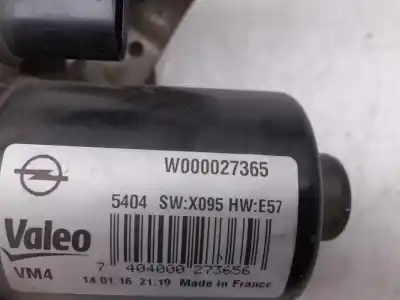 W000027365
5404 SW:X095 HW:E57
Valeo
7 404000 273656
VM4
14 01 16 21:19 Made in France